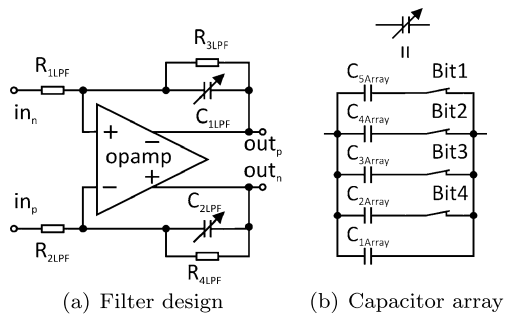 R3LPF
R1LPF
inn
C1LPF
outp
opamp
outn
inp
C2LPF
R2LPF
R4LPF
(a) Filter design
C5Array Bit1
C4Array Bit2
C3Array Bit3
C2Array Bit4
C1Array
(b) Capacitor array